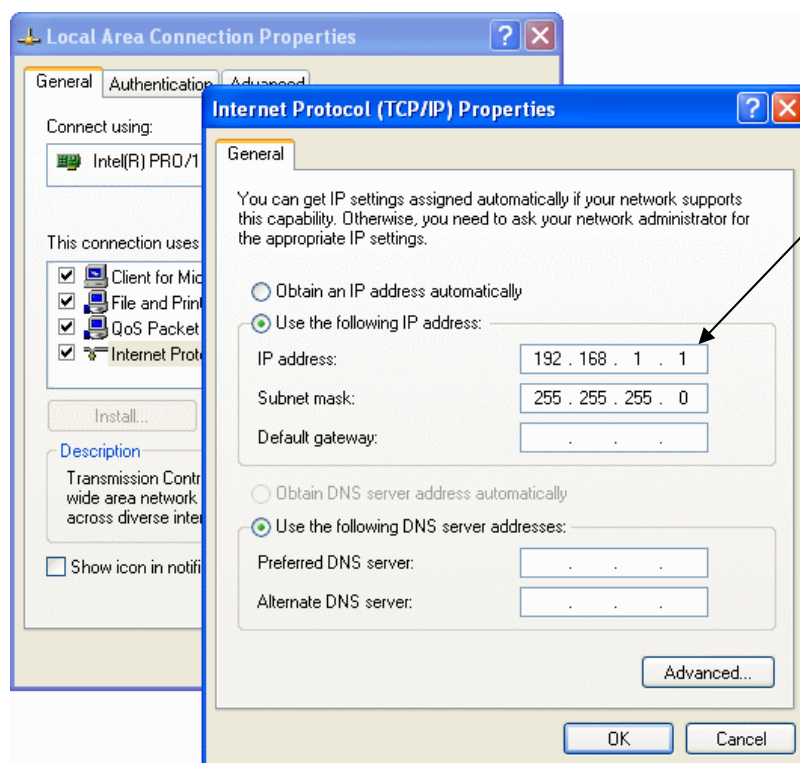 Local Area Connection Properties
General
Authentication
Advanced
Connect using:
Intel(R) PRO/1
This connection uses
Client for Mic
File and Print
QoS Packet
Internet Proto
Install...
Description
Transmission Contr
wide area network
across diverse inter
Show icon in notifi
Internet Protocol (TCP/IP) Properties
General
You can get IP settings assigned automatically if your network supports
this capability. Otherwise, you need to ask your network administrator for
the appropriate IP settings.
Obtain an IP address automatically
Use the following IP address:
IP address: 192 . 168 . 1 . 1
Subnet mask: 255 . 255 . 255 . 0
Default gateway: . . .
Obtain DNS server address automatically
Use the following DNS server addresses:
Preferred DNS server: . . .
Alternate DNS server: . . .
Advanced...
OK
Cancel